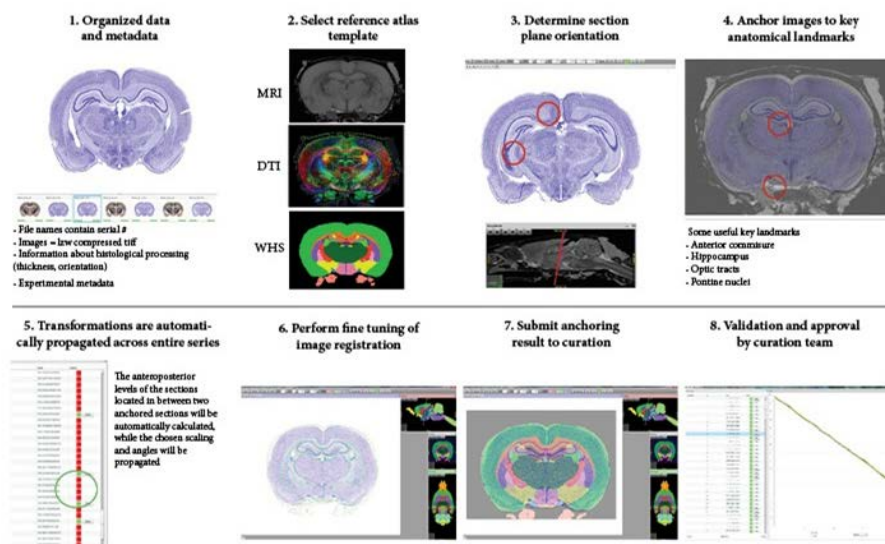 1. Organized data
and metadata
2. Select reference atlas
template
3. Determine section
plane orientation
4. Anchor images to key
anatomical landmarks
MRI
DTI
WHS
- File names contain serial #
- Images = lzw compressed tiff
- Information about histological processing
(thickness, orientation)
- Experimental metadata
Some useful key landmarks
- Anterior commisure
- Hippocampus
- Optic tracts
- Pontine nuclei
5. Transformations are automati-
cally propagated across entire series
The anteroposterior
levels of the sections
located in between two
anchored sections will be
automatically calculated,
while the chosen scaling
and angles will be
propagated
6. Perform fine tuning of
image registration
7. Submit anchoring
result to curation
8. Validation and approval
by curation team